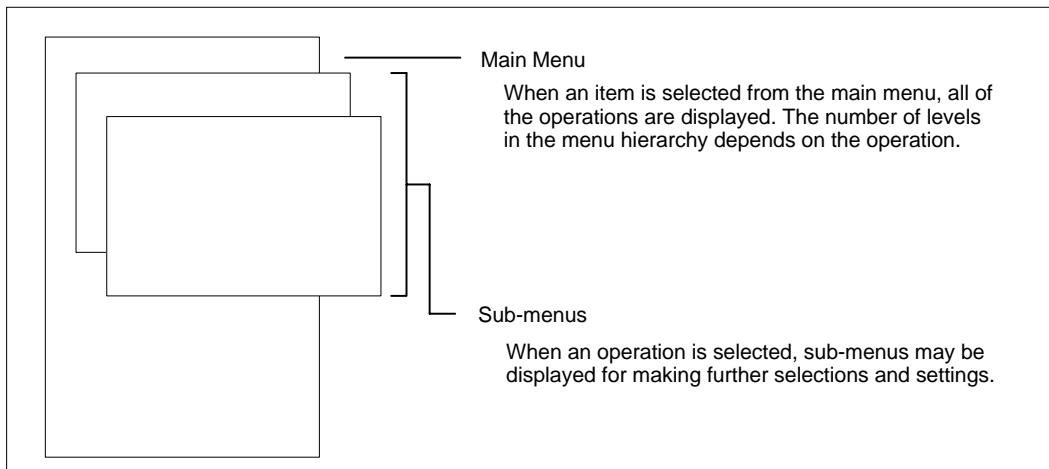 Main Menu
When an item is selected from the main menu, all of
the operations are displayed. The number of levels
in the menu hierarchy depends on the operation.
Sub-menus
When an operation is selected, sub-menus may be
displayed for making further selections and settings.